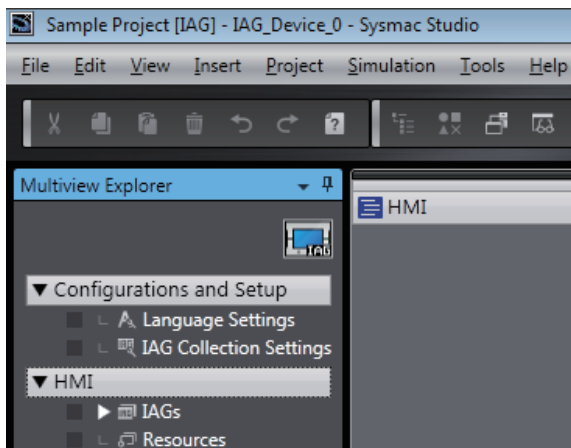 Sample Project [IAG] - IAG_Device_0 - Sysmac Studio
File Edit View Insert Project Simulation Tools Help
Multiview Explorer
HMI
IAG
Configurations and Setup
Language Settings
IAG Collection Settings
HMI
IAGs
Resources